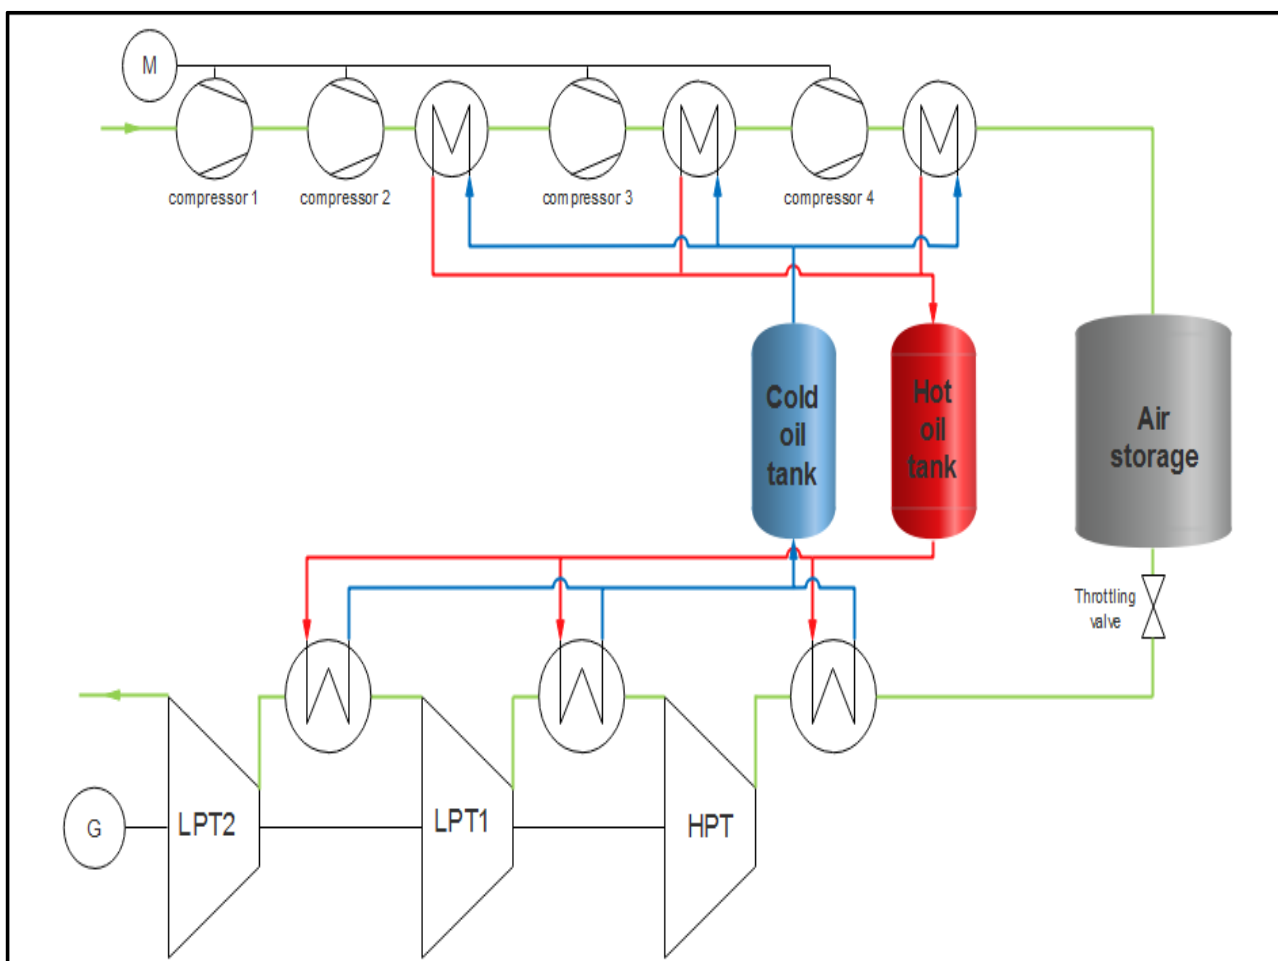 M
compressor 1
compressor 2
compressor 3
compressor 4
Cold
oil
tank
Hot
oil
tank
Air
storage
Throttling
valve
G
LPT2
LPT1
HPT